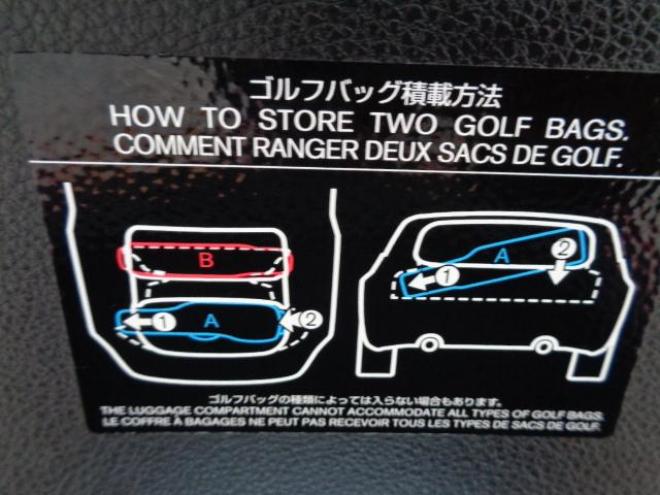 ゴルフバッグ積載方法
HOW TO STORE TWO GOLF BAGS.
COMMENT RANGER DEUX SACS DE GOLF.
B
① A ②
A ②
①
ゴルフバッグの種類によっては入らない場合もあります。
THE LUGGAGE COMPARTMENT CANNOT ACCOMMODATE ALL TYPES OF GOLF BAGS.
LE COFFRE À BAGAGES NE PEUT PAS RECEVOIR TOUS LES TYPES DE SACS DE GOLF.